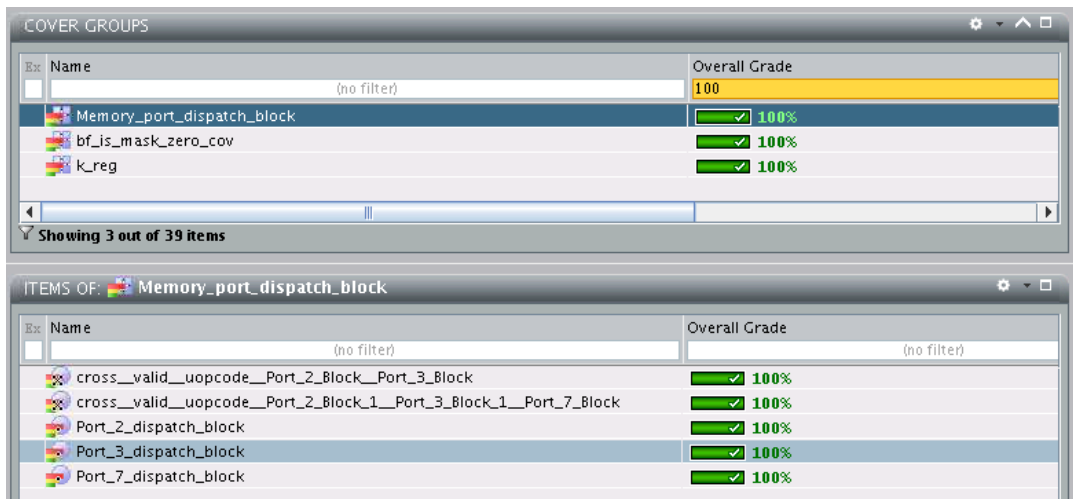 COVER GROUPS
Ex Name Overall Grade
(no filter) 100
Memory_port_dispatch_block 100%
bf_is_mask_zero_cov 100%
k_reg 100%
Showing 3 out of 39 items
ITEMS OF: Memory_port_dispatch_block
Ex Name Overall Grade
(no filter) (no filter)
cross__valid__uopcode__Port_2_Block__Port_3_Block 100%
cross__valid__uopcode__Port_2_Block_1__Port_3_Block_1__Port_7_Block 100%
Port_2_dispatch_block 100%
Port_3_dispatch_block 100%
Port_7_dispatch_block 100%